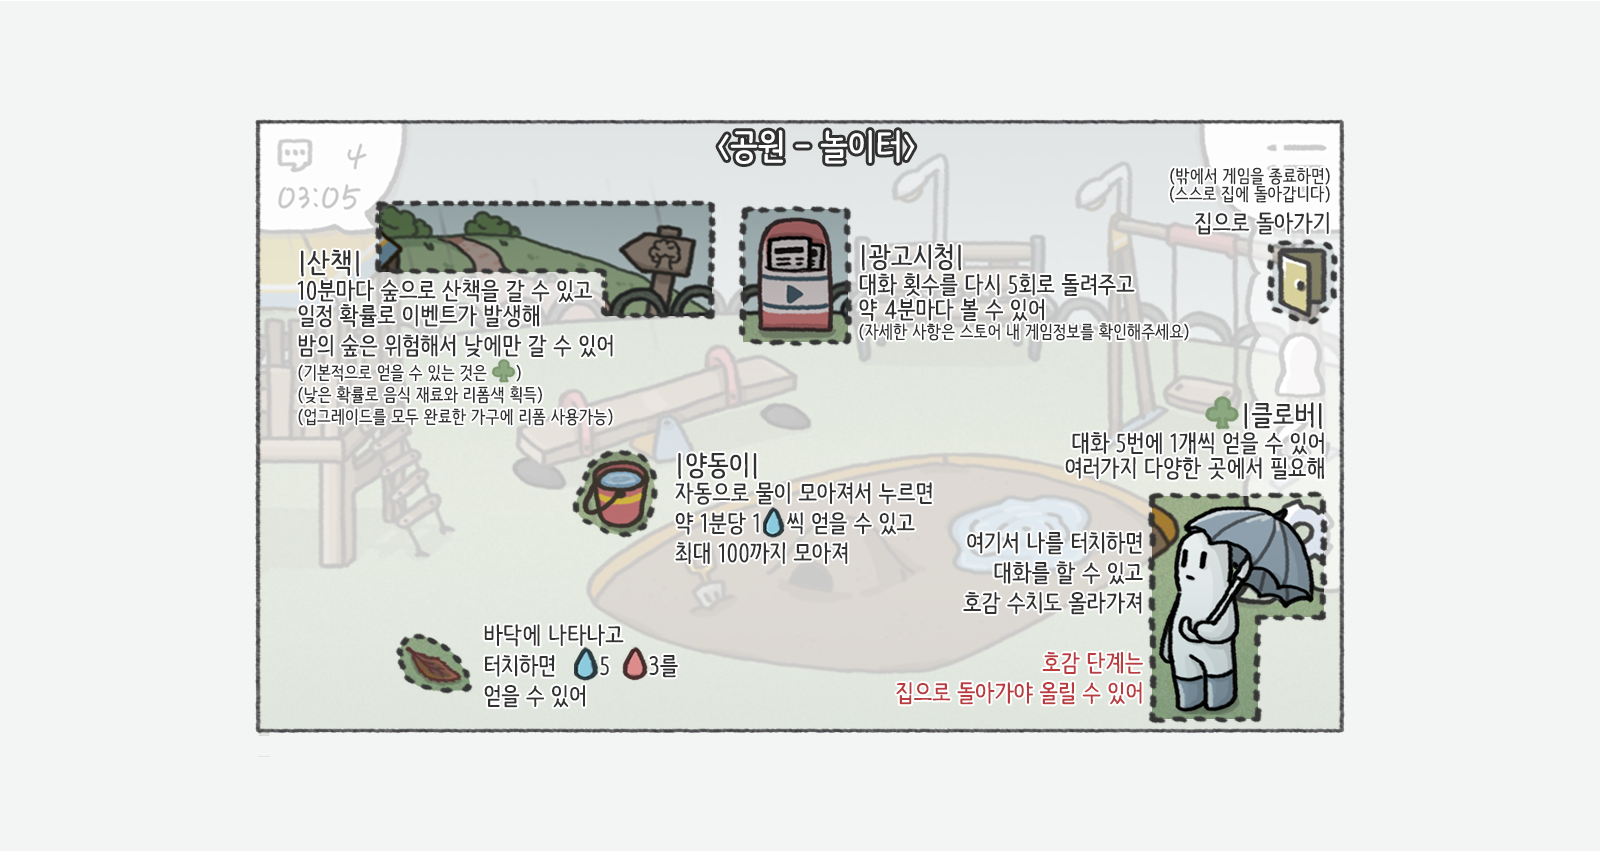 <공원 - 놀이터>
4
03:05
(밖에서 게임을 종료하면)
(스스로 집에 돌아갑니다)
집으로 돌아가기
|산책|
10분마다 숲으로 산책을 갈 수 있고
일정 확률로 이벤트가 발생해
밤의 숲은 위험해서 낮에만 갈 수 있어
(기본적으로 얻을 수 있는 것은 )
(낮은 확률로 음식 재료와 리폼색 획득)
(업그레이드를 모두 완료한 가구에 리폼 사용가능)
|광고시청|
대화 횟수를 다시 5회로 돌려주고
약 4분마다 볼 수 있어
(자세한 사항은 스토어 내 게임정보를 확인해주세요)
|클로버|
대화 5번에 1개씩 얻을 수 있어
여러가지 다양한 곳에서 필요해
|양동이|
자동으로 물이 모아져서 누르면
약 1분당 1 씩 얻을 수 있고
최대 100까지 모아져
여기서 나를 터치하면
대화를 할 수 있고
호감 수치도 올라가져
호감 단계는
집으로 돌아가야 올릴 수 있어
바닥에 나타나고
터치하면 5 3를
얻을 수 있어